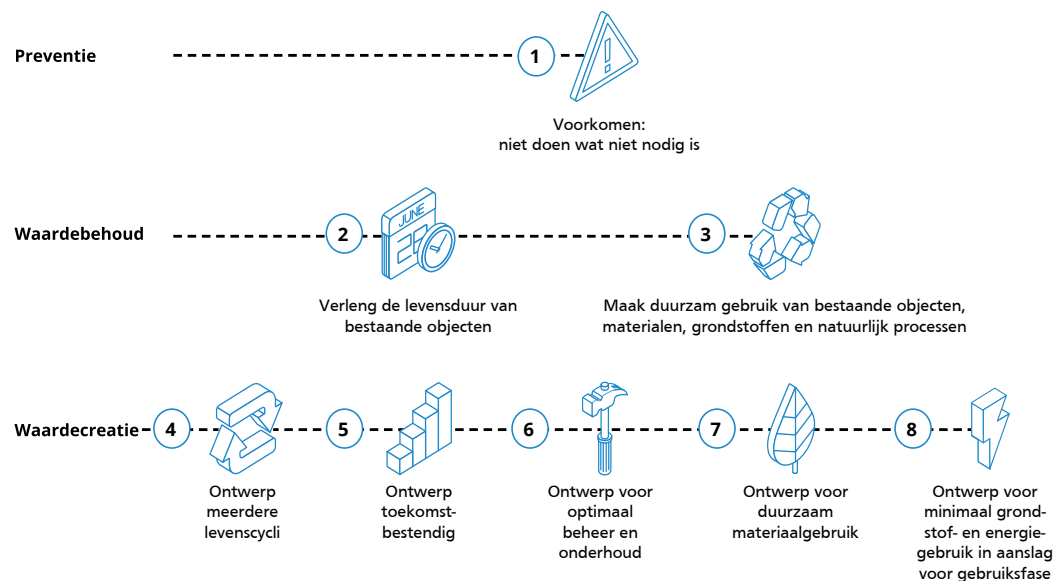 Preventie
1
Voorkomen:
niet doen wat niet nodig is
Waardebehoud
2
JUNE
28
3
Verleng de levensduur van
bestaande objecten
Maak duurzam gebruik van bestaande objecten,
materialen, grondstoffen en natuurlijk processen
Waardecreatie
4
5
6
7
8
Ontwerp
meerdere
levenscycli
Ontwerp
toekomst-
bestendig
Ontwerp voor
optimaal
beheer en
onderhoud
Ontwerp voor
duurzaam
materiaalgebruik
Ontwerp voor
minimaal grond-
stof- en energie-
gebruik in aanslag
voor gebruiksfase